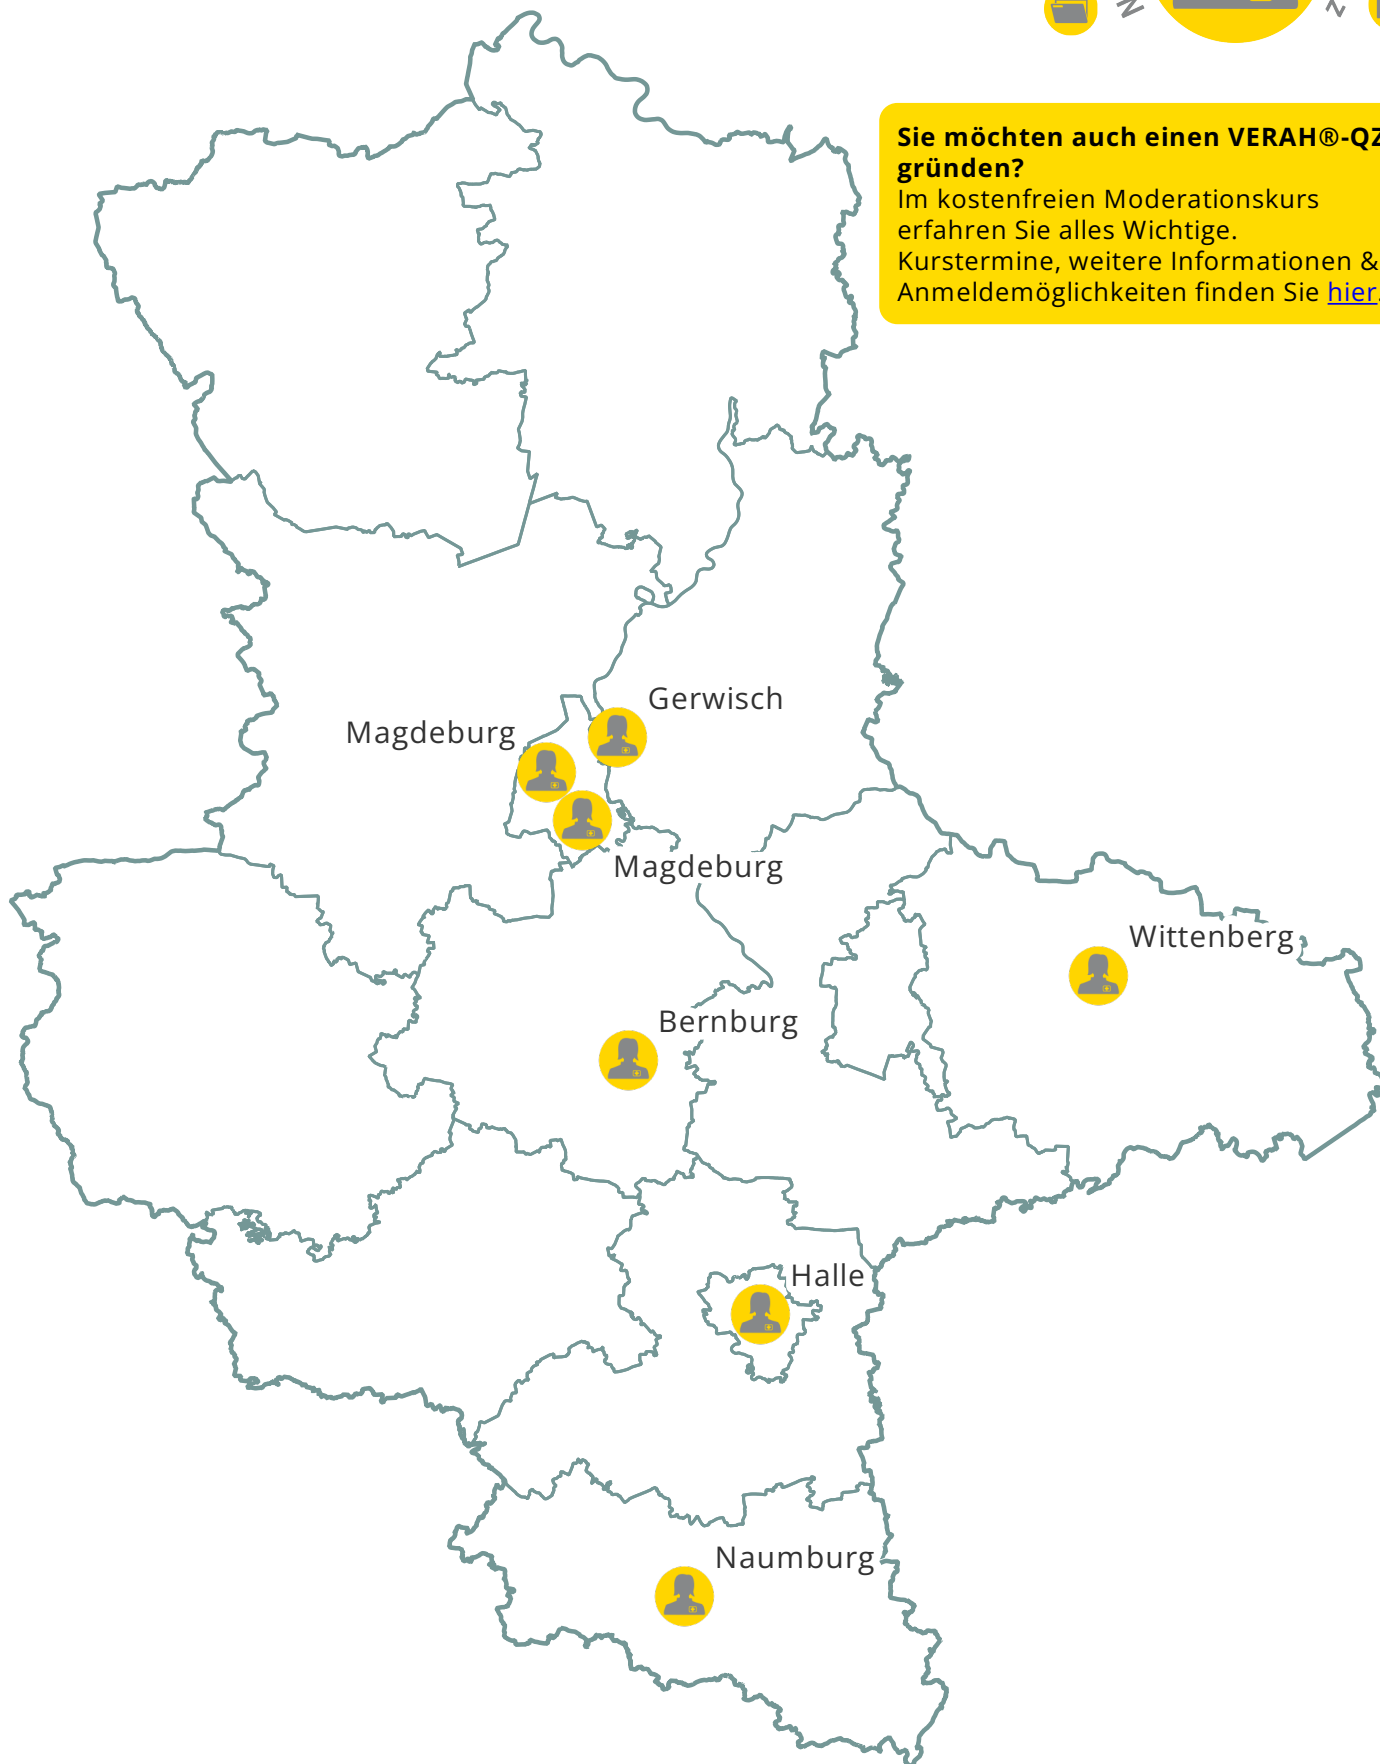 N
z
Sie möchten auch einen VERAH®-QZ
gründen?
Im kostenfreien Moderationskurs
erfahren Sie alles Wichtige.
Kurstermine, weitere Informationen &
Anmeldemöglichkeiten finden Sie hier.
Gerwisch
Magdeburg
Magdeburg
Wittenberg
Bernburg
Halle
Naumburg